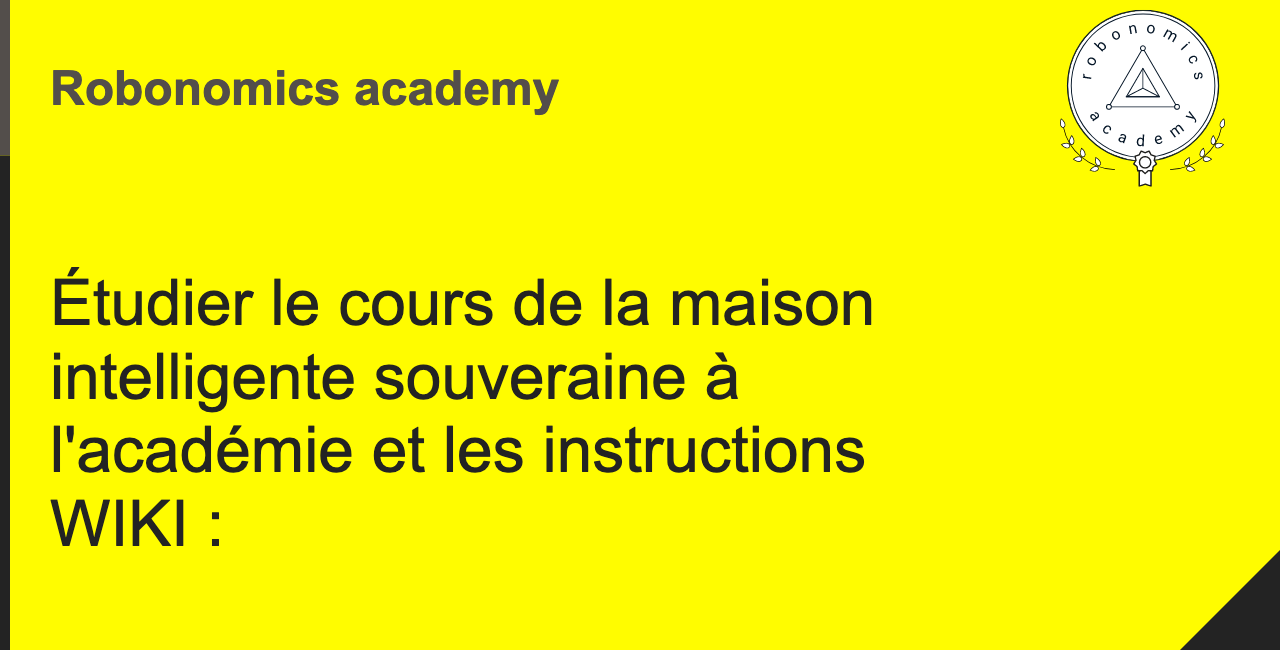 Robonomics academy
robonomics
academy
Étudier le cours de la maison
intelligente souveraine à
l'académie et les instructions
WIKI :